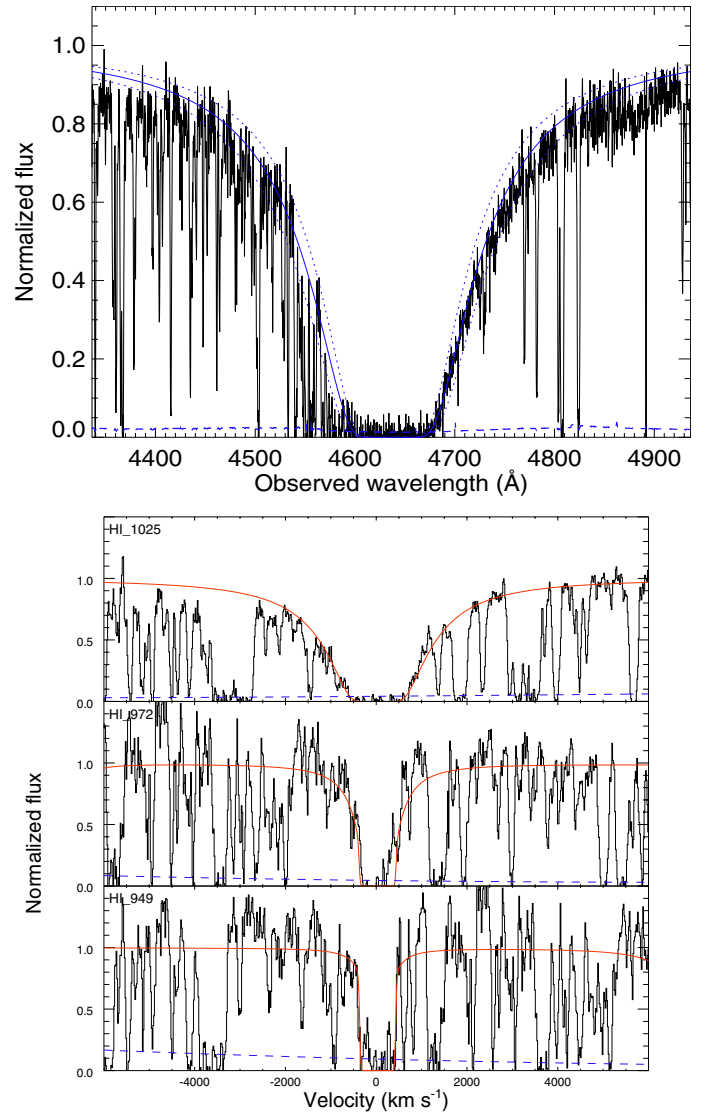 1.0
0.8
0.6
0.4
0.2
0.0
Normalized flux
4400 4500 4600 4700 4800 4900
Observed wavelength (Å)
HI_1025
1.0
0.5
0.0
HI_972
1.0
0.5
0.0
HI_949
1.0
0.5
0.0
Normalized flux
-4000 -2000 0 2000 4000
Velocity (km s⁻¹)